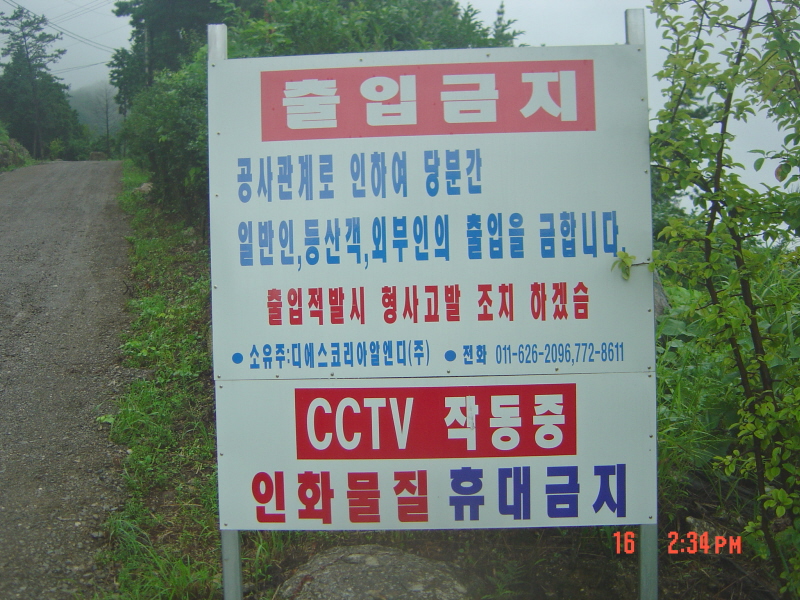 출입금지
공사관계로 인하여 당분간
일반인,등산객,외부인의 출입을 금합니다.
출입적발시 형사고발 조치 하겠슴
● 소유주:디에스코리아알엔디(주) ● 전화 011-626-2096,772-8611
CCTV 작동중
인화물질 휴대금지
16 2:34PM